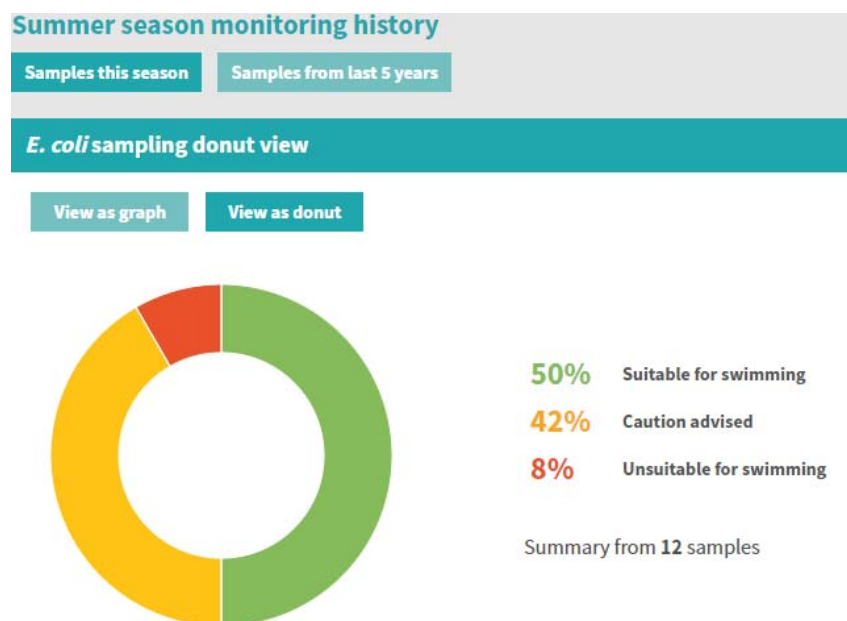 Summer season monitoring history
Samples this season
Samples from last 5 years
E. coli sampling donut view
View as graph
View as donut
50% Suitable for swimming
42% Caution advised
8% Unsuitable for swimming
Summary from 12 samples